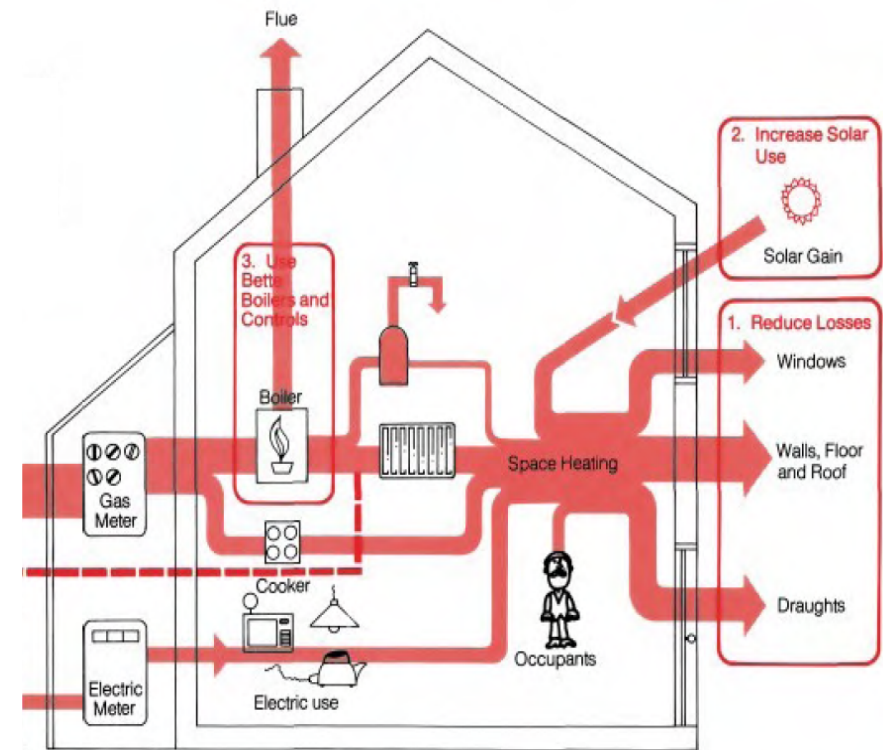 Flue
2. Increase Solar
Use
Solar Gain
3. Use
Bette
Boilers and
Controls
1. Reduce Losses
Windows
Boiler
Walls, Floor
and Roof
Space Heating
Gas
Meter
Cooker
Draughts
Occupants
Electric
Meter
Electric use